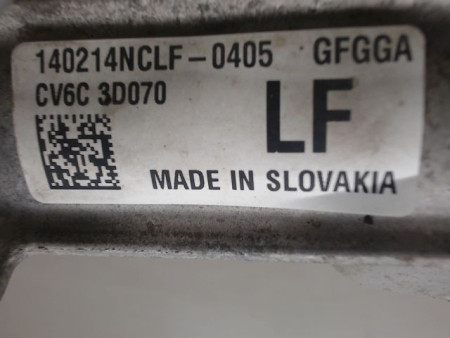 140214NCLF-0405 GFGGA
CV6C 3D070
LF
MADE IN SLOVAKIA